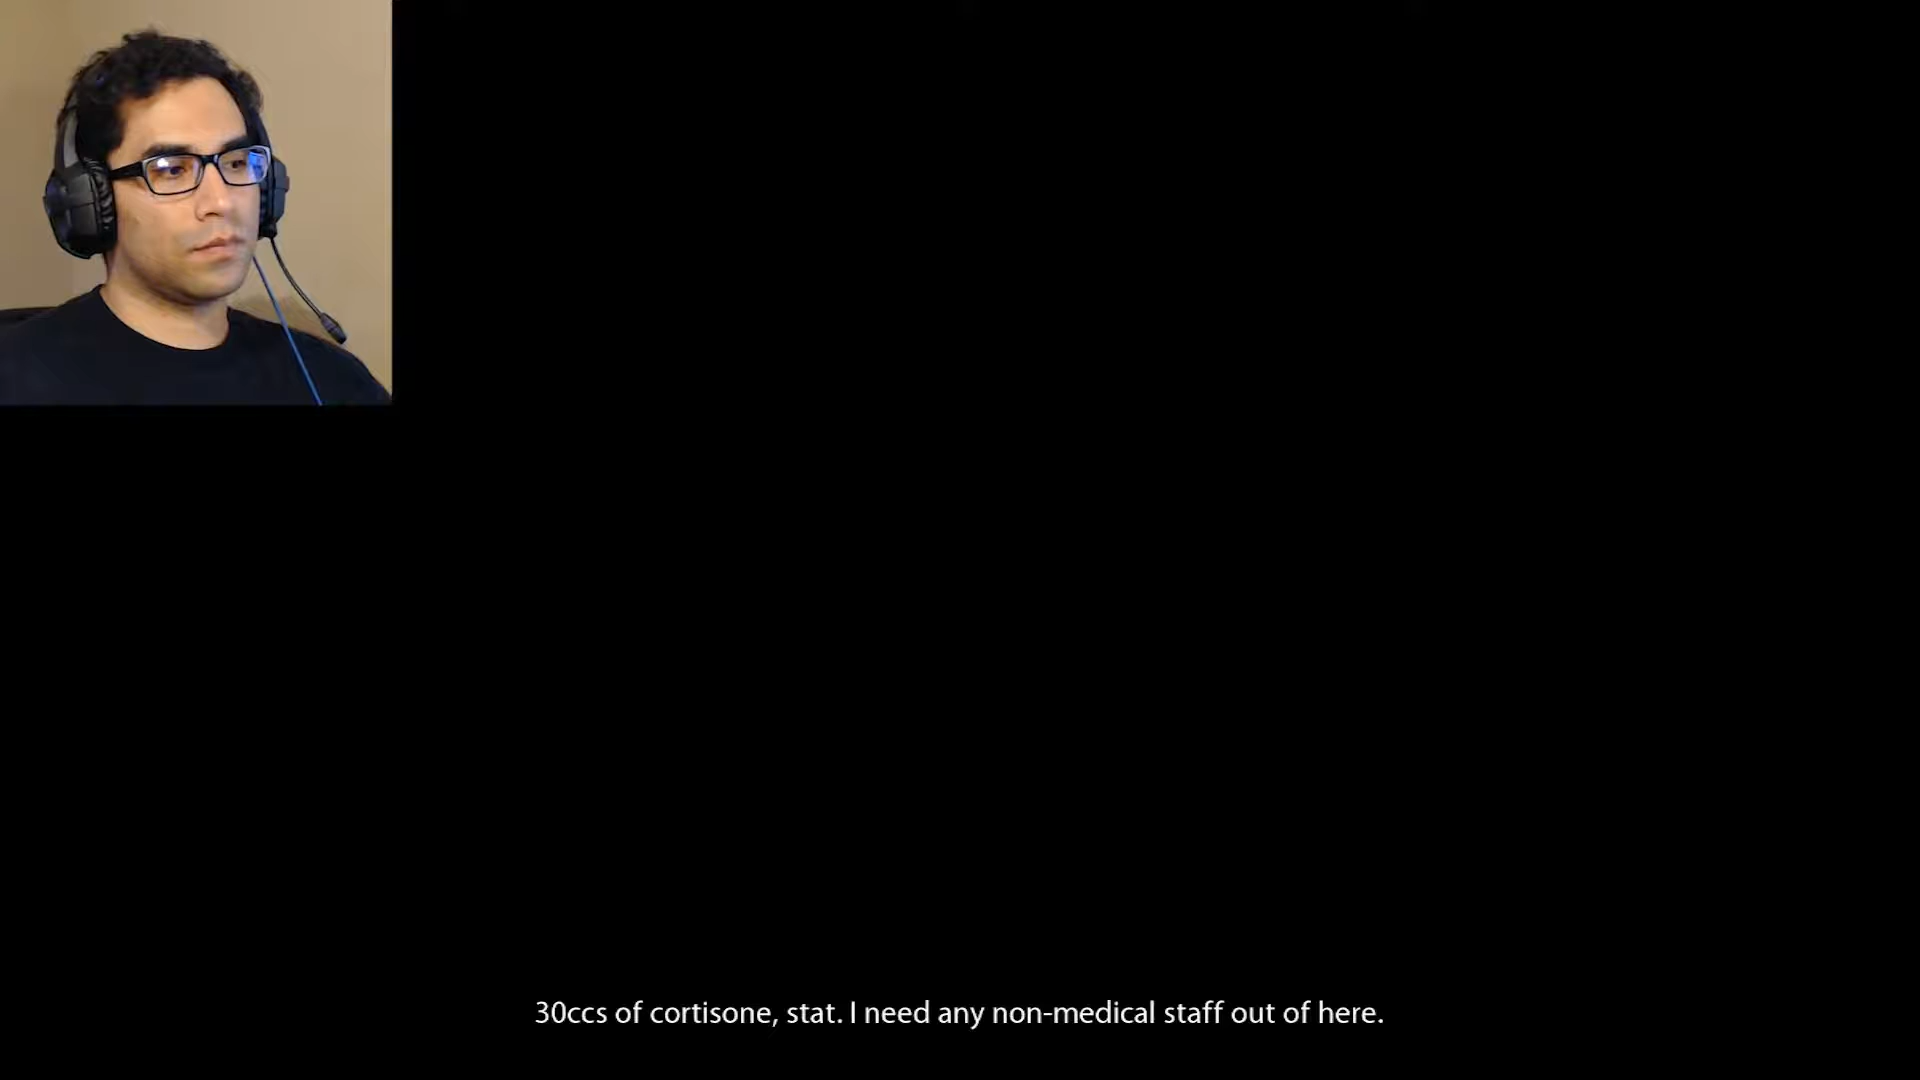 30ccs of cortisone, stat. I need any non-medical staff out of here.